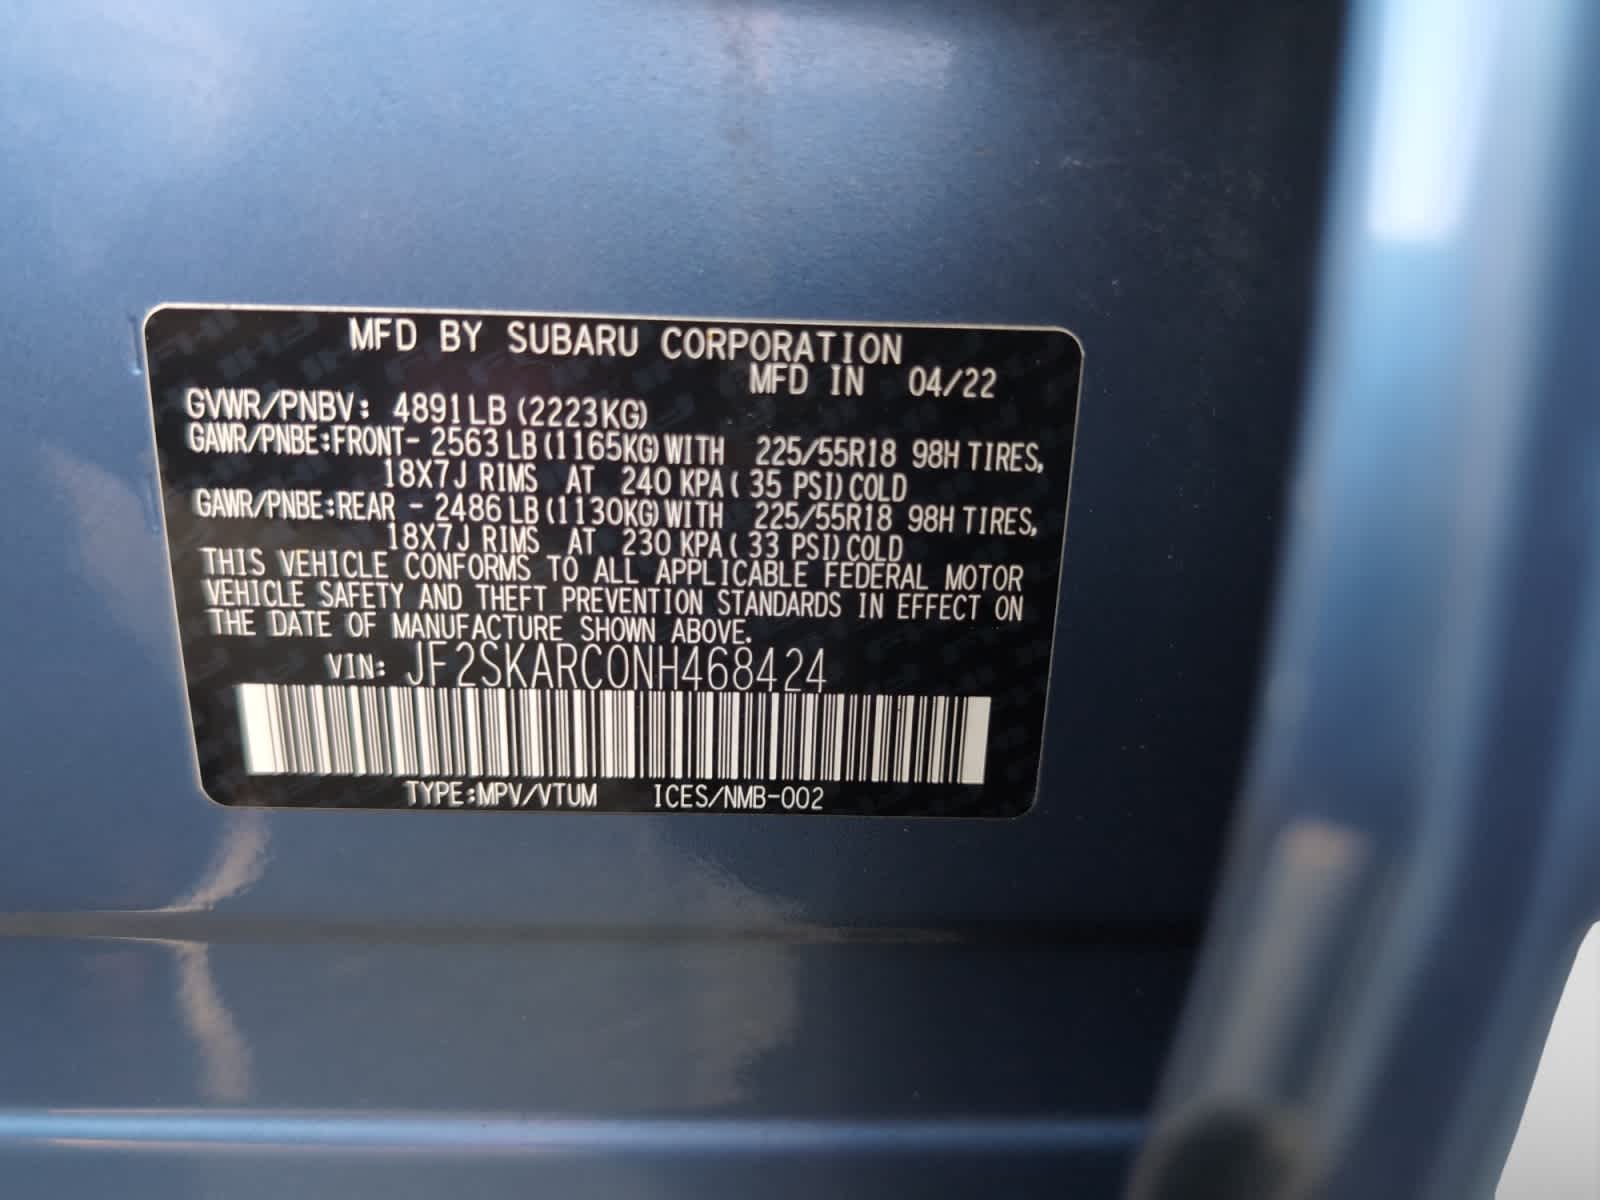 MFD BY SUBARU CORPORATION
MFD IN 04/22
GVWR/PNBV: 4891LB (2223KG)
GAWR/PNBE:FRONT- 2563 LB (1165KG) WITH 225/55R18 98H TIRES,
18X7J RIMS AT 240 KPA ( 35 PSI) COLD
GAWR/PNBE:REAR - 2486 LB (1130KG) WITH 225/55R18 98H TIRES,
18X7J RIMS AT 230 KPA ( 33 PSI) COLD
THIS VEHICLE CONFORMS TO ALL APPLICABLE FEDERAL MOTOR
VEHICLE SAFETY AND THEFT PREVENTION STANDARDS IN EFFECT ON
THE DATE OF MANUFACTURE SHOWN ABOVE.
VIN: JF2SKARC0NH468424
TYPE:MPV/VTUM ICES/NMB-002